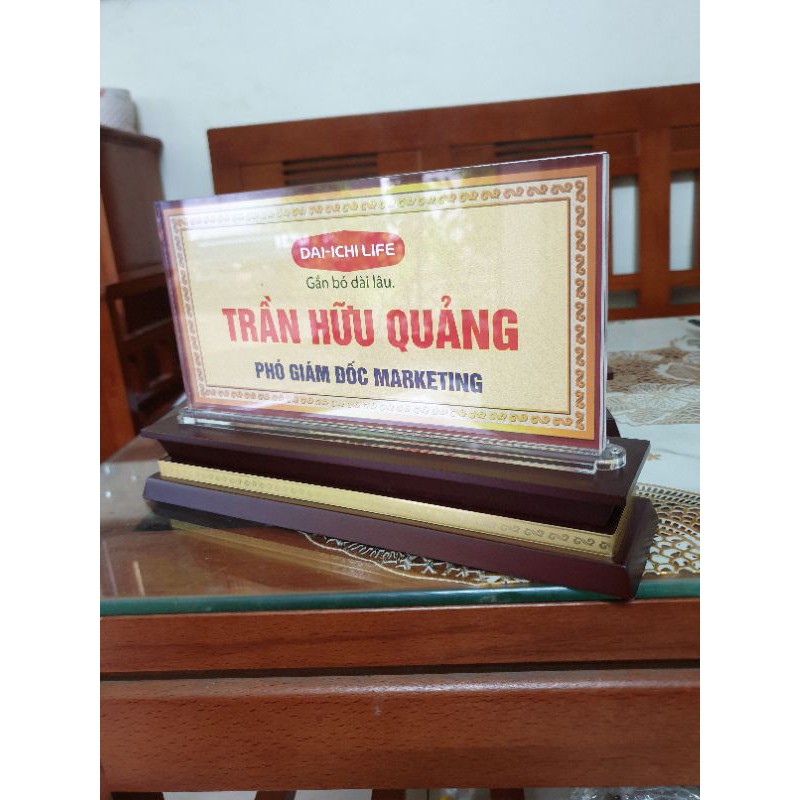 DAI-ICHI LIFE
Gắn bó dài lâu.
TRẦN HỮU QUẢNG
PHÓ GIÁM ĐỐC MARKETING